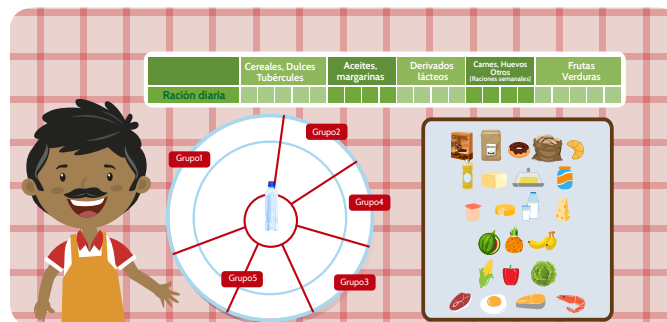 Cereales, Dulces
Tubércules
Aceites,
margarinas
Derivados
lácteos
Carnes, Huevos
Otros
(Raciones semanales)
Frutas
Verduras
Ración diaria
Grupo1
Grupo2
Grupo4
Grupo3
Grupo5